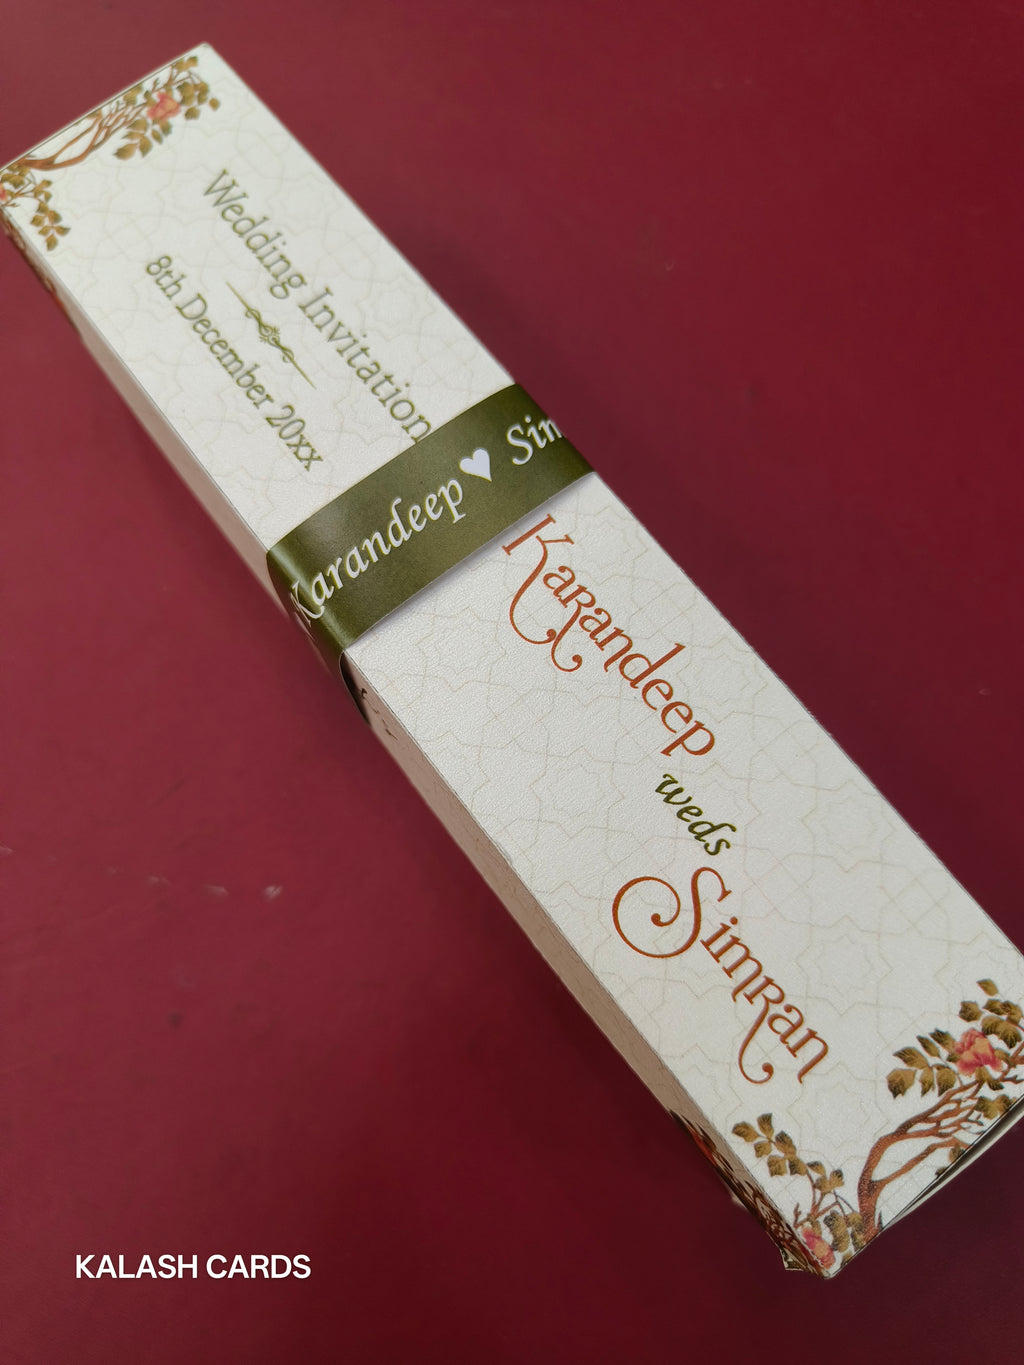 Wedding Invitation
8th December 20xx
Karandeep ♥ Sim
Karandeep
weds
Simran
KALASH CARDS